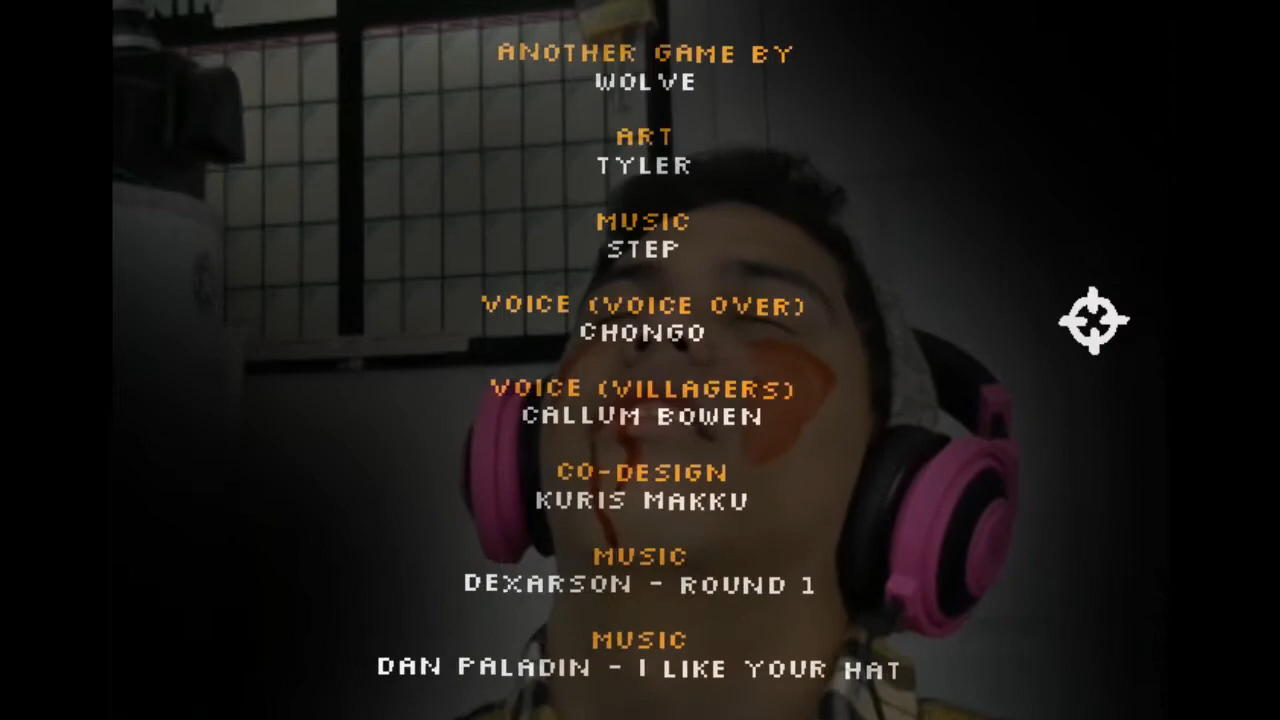 ANOTHER GAME BY
WOLVE
ART
TYLER
MUSIC
STEP
VOICE (VOICE OVER)
CHONGO
VOICE (VILLAGERS)
CALLUM BOWEN
CO-DESIGN
KURIS MAKKU
MUSIC
DEXARSON - ROUND 1
MUSIC
DAN PALADIN - I LIKE YOUR HAT